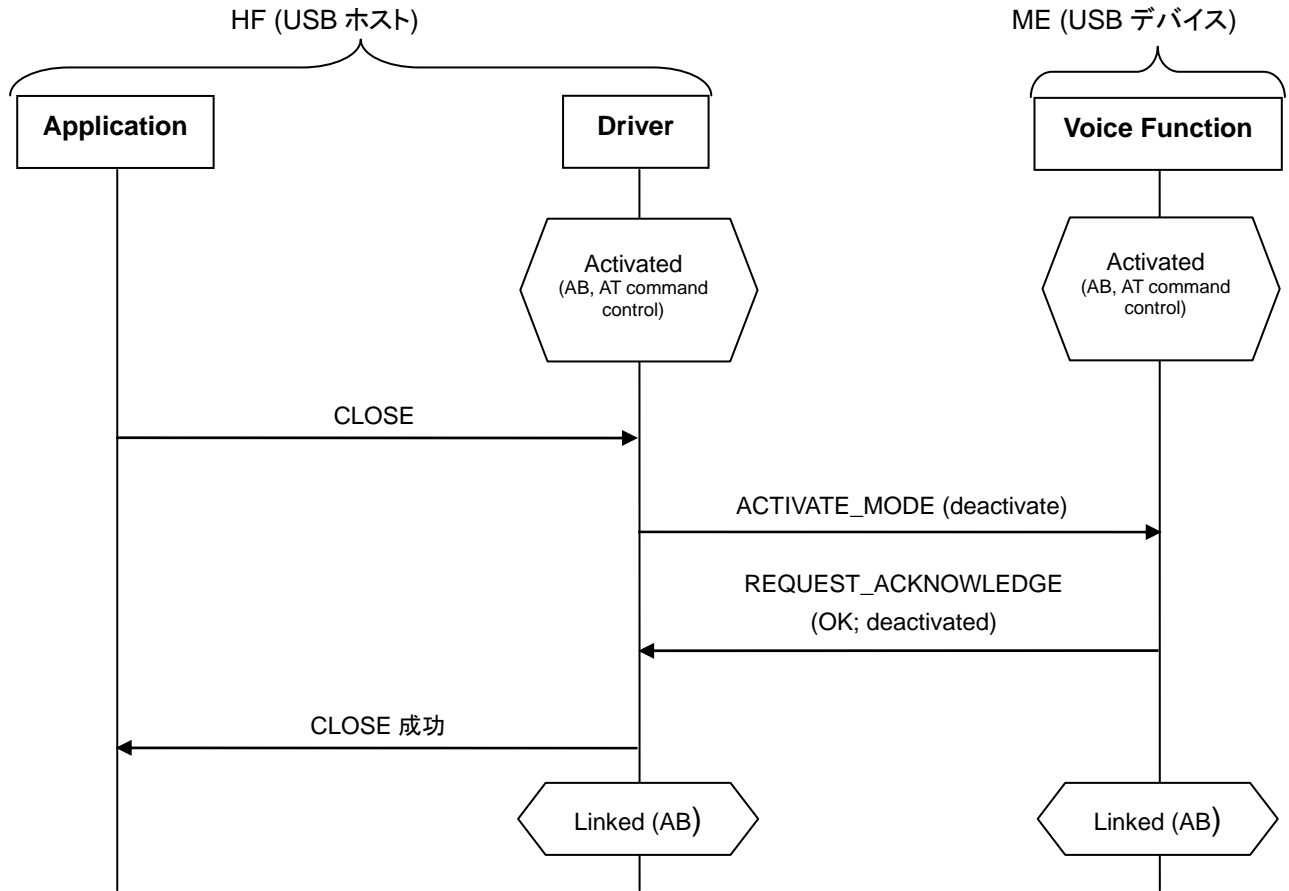 HF (USB ホスト)
ME (USB デバイス)
Application
Driver
Voice Function
Activated
(AB, AT command
control)
Activated
(AB, AT command
control)
CLOSE
ACTIVATE_MODE (deactivate)
REQUEST_ACKNOWLEDGE
(OK; deactivated)
CLOSE 成功
Linked (AB)
Linked (AB)